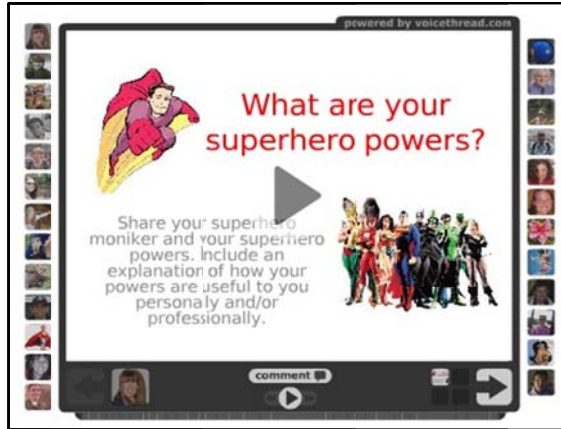 powered by voicethread.com
What are your
superhero powers?
Share your superhero
moniker and your superhero
powers. Include an
explanation of how your
powers are useful to you
personally and/or
professionally.
comment